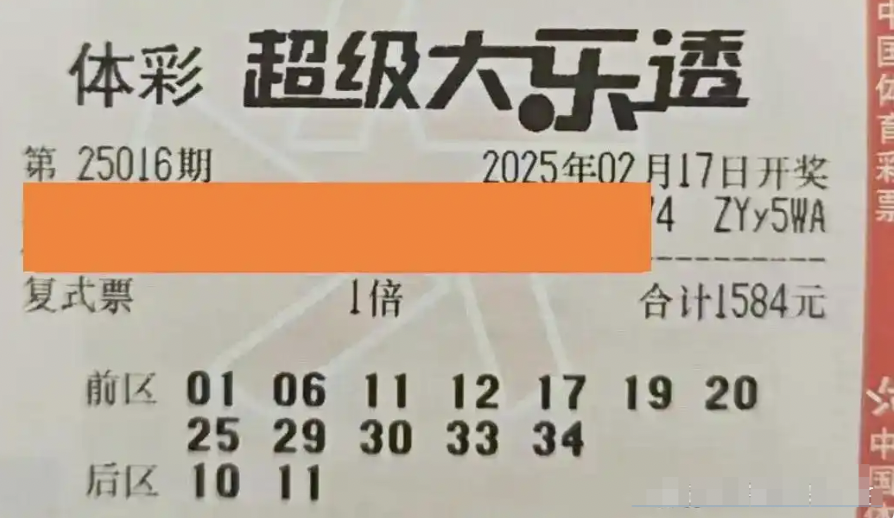 体彩 超级大乐透
第 25016期 2025年02月17日开奖
74 ZYy5WA
复式票 1倍 合计1584元
前区 01 06 11 12 17 19 20
25 29 30 33 34
后区 10 11
中国体育彩票
中国体